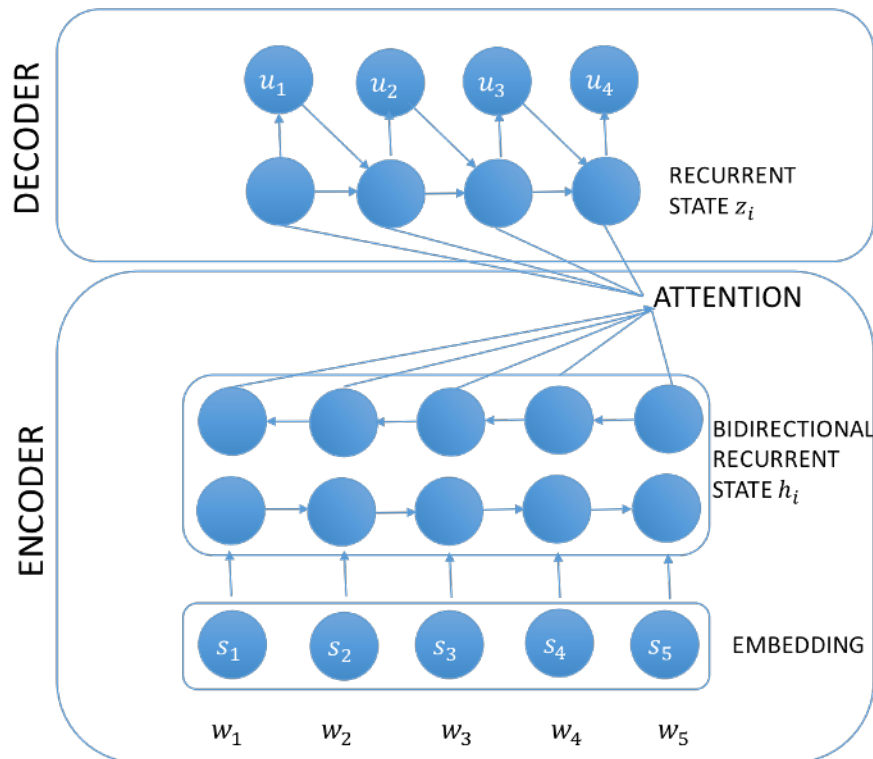 DECODER
u₁ u₂ u₃ u₄
RECURRENT
STATE zᵢ
ATTENTION
ENCODER
BIDIRECTIONAL
RECURRENT
STATE hᵢ
s₁ s₂ s₃ s₄ s₅
EMBEDDING
w₁ w₂ w₃ w₄ w₅